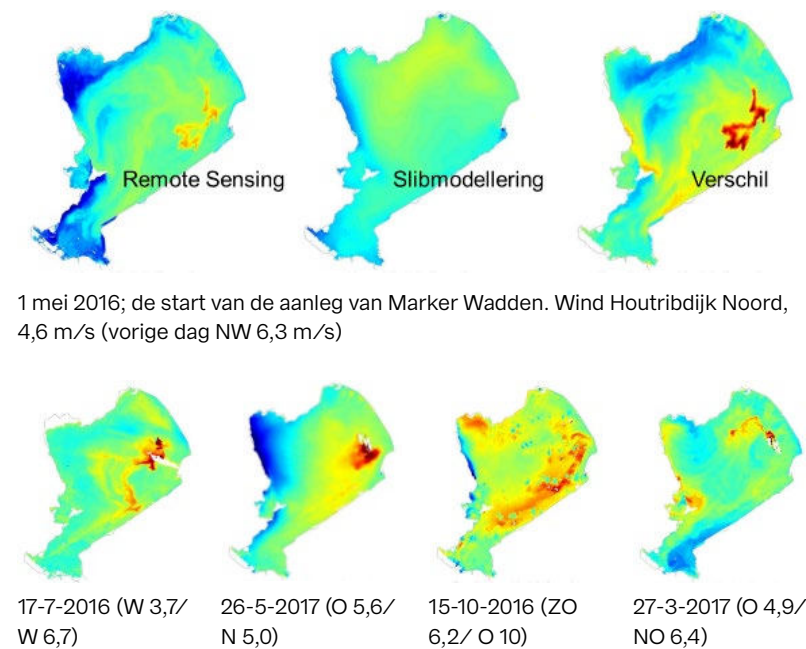 Remote Sensing
Slibmodellering
Verschil
1 mei 2016; de start van de aanleg van Marker Wadden. Wind Houtribdijk Noord,
4,6 m/s (vorige dag NW 6,3 m/s)
17-7-2016 (W 3,7/
W 6,7)
26-5-2017 (O 5,6/
N 5,0)
15-10-2016 (ZO
6,2/ O 10)
27-3-2017 (O 4,9/
NO 6,4)